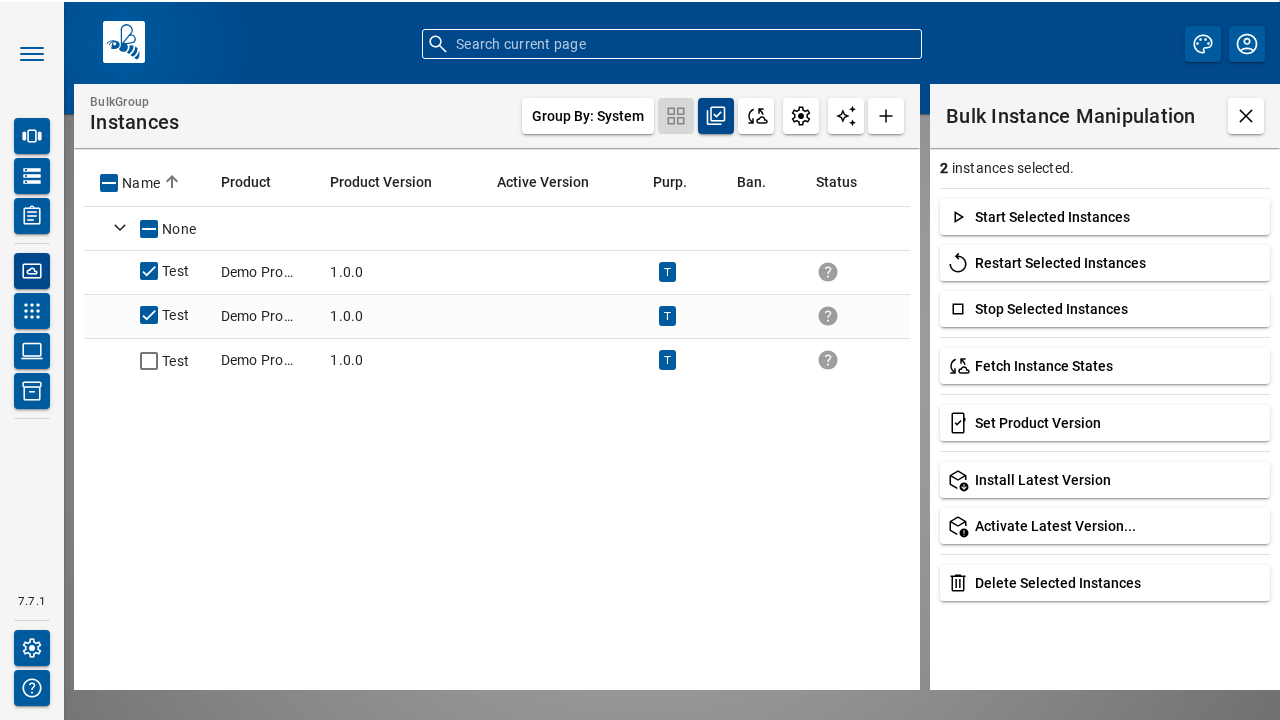 Search current page
BulkGroup
Instances
Group By: System
Bulk Instance Manipulation
2 instances selected.
Name
Product
Product Version
Active Version
Purp.
Ban.
Status
None
Test
Demo Pro...
1.0.0
T
Test
Demo Pro...
1.0.0
T
Test
Demo Pro...
1.0.0
T
Start Selected Instances
Restart Selected Instances
Stop Selected Instances
Fetch Instance States
Set Product Version
Install Latest Version
Activate Latest Version...
Delete Selected Instances
7.7.1